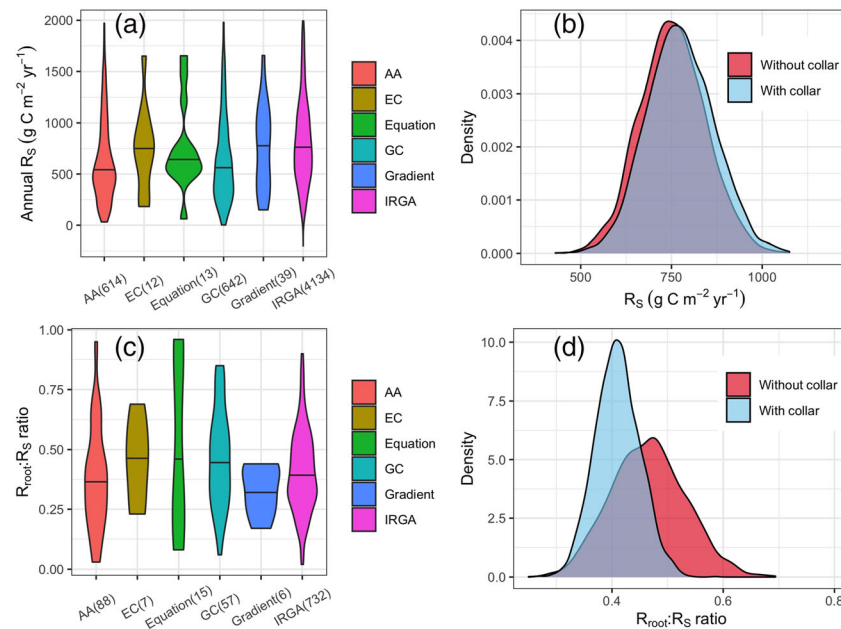 (a)
Annual RS (g C m−2 yr−1)
2000
1500
1000
500
0
AA(614)
EC(12)
Equation(13)
GC(642)
Gradient(39)
IRGA(4134)
AA
EC
Equation
GC
Gradient
IRGA
(b)
Density
0.004
0.003
0.002
0.001
0.000
500
750
1000
RS (g C m−2 yr−1)
Without collar
With collar
(c)
Rroot:RS ratio
1.00
0.75
0.50
0.25
0.00
AA(88)
EC(7)
Equation(15)
GC(57)
Gradient(6)
IRGA(732)
AA
EC
Equation
GC
Gradient
IRGA
(d)
Density
10.0
7.5
5.0
2.5
0.0
0.4
0.6
0.8
Rroot:RS ratio
Without collar
With collar